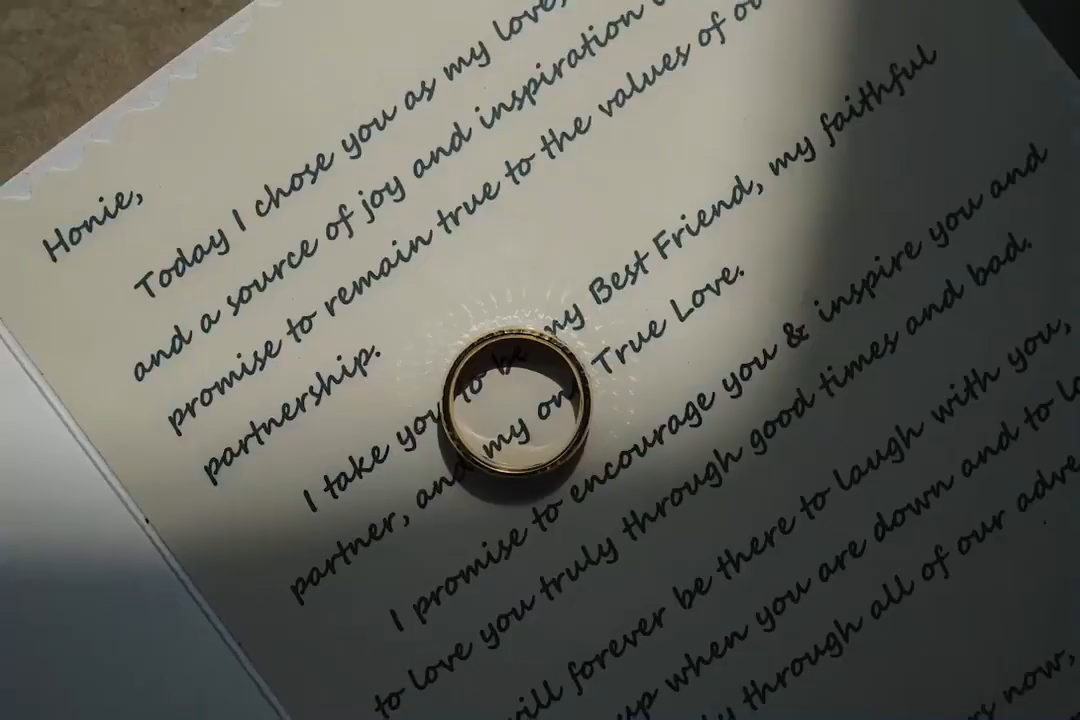 Honie,
Today I chose you as my love,
and a source of joy and inspiration
promise to remain true to the values of
partnership.
I take you to be my Best Friend, my faithful
partner, and my True Love.
I promise to encourage you & inspire you and
to love you truly through good times and bad.
will forever be there to laugh with you,
up when you are down and to
through all of our
now,